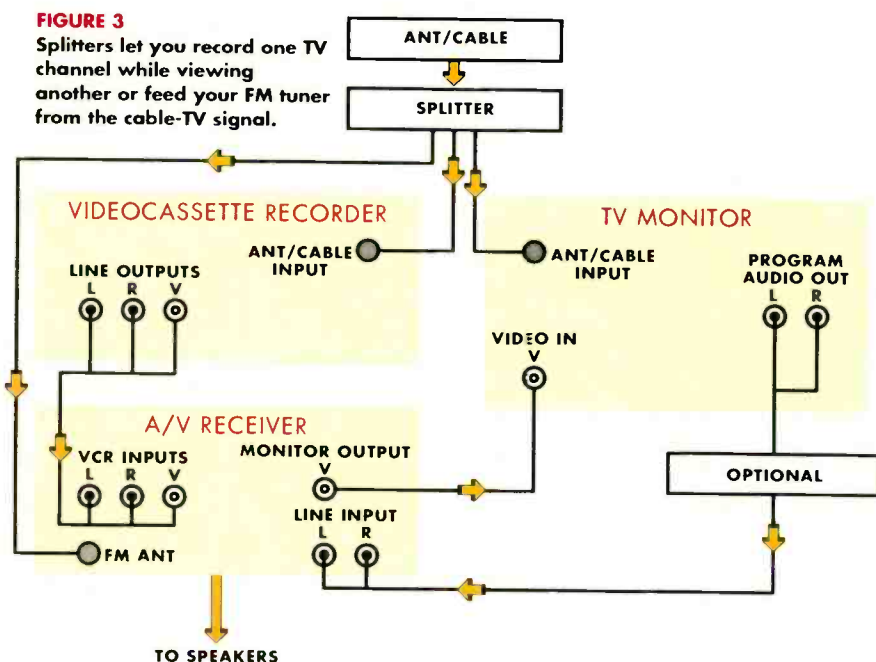 FIGURE 3
Splitters let you record one TV
channel while viewing
another or feed your FM tuner
from the cable-TV signal.
ANT/CABLE
SPLITTER
VIDEOCASSETTE RECORDER
ANT/CABLE
INPUT
LINE OUTPUTS
L R V
TV MONITOR
ANT/CABLE
INPUT
PROGRAM
AUDIO OUT
L R
VIDEO IN
V
A/V RECEIVER
VCR INPUTS
L R V
MONITOR OUTPUT
V
LINE INPUT
L R
FM ANT
OPTIONAL
TO SPEAKERS